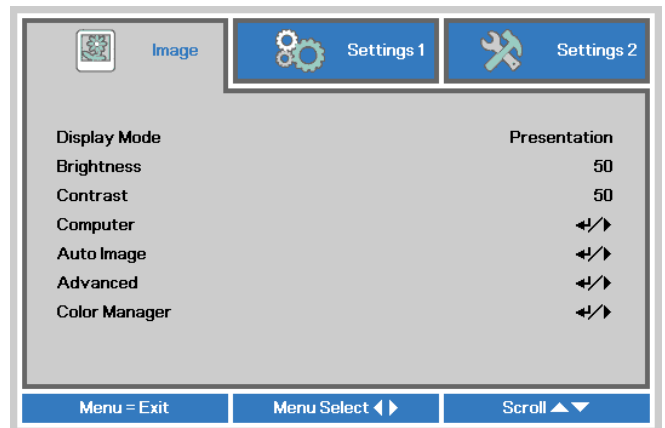 Image Settings 1 Settings 2
Display Mode Presentation
Brightness 50
Contrast 50
Computer ↵/▶
Auto Image ↵/▶
Advanced ↵/▶
Color Manager ↵/▶
Menu = Exit Menu Select ◀▶ Scroll ▲▼